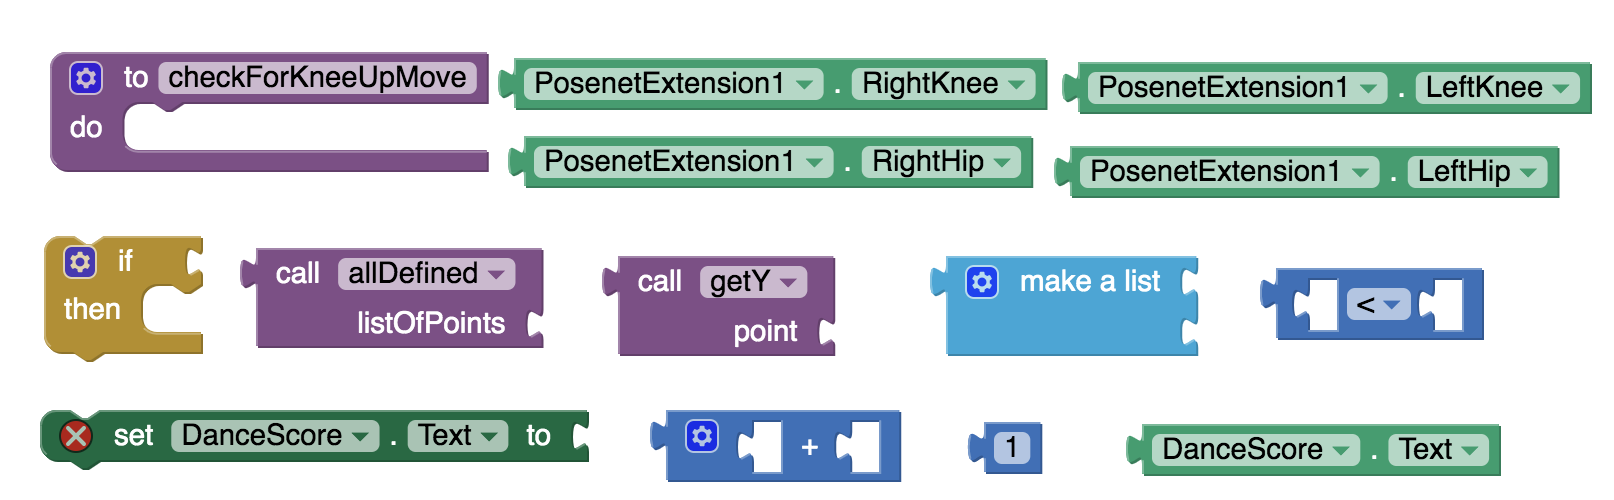 to checkForKneeUpMove
do
PosenetExtension1 . RightKnee
PosenetExtension1 . LeftKnee
PosenetExtension1 . RightHip
PosenetExtension1 . LeftHip
if
then
call allDefined
listOfPoints
call getY
point
make a list
<
set DanceScore . Text to
+
1
DanceScore . Text